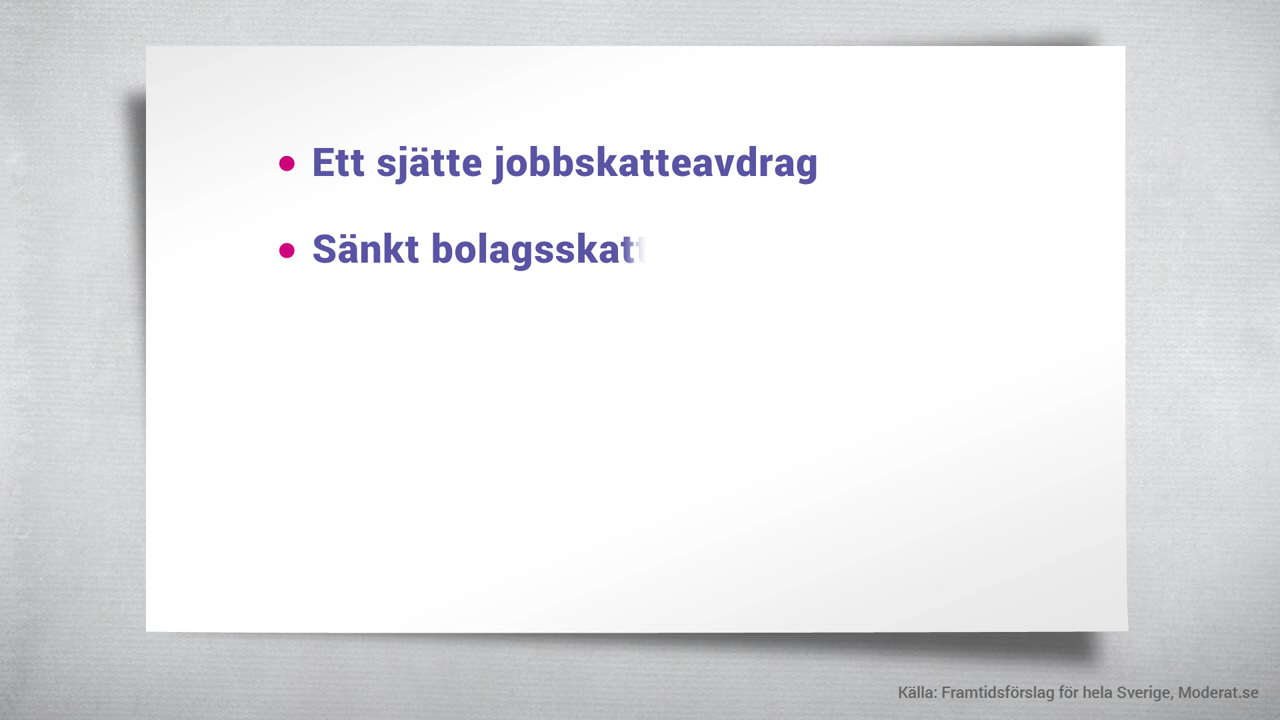 • Ett sjätte jobbskatteavdrag
• Sänkt bolagsskatt
Källa: Framtidsförslag för hela Sverige, Moderat.se